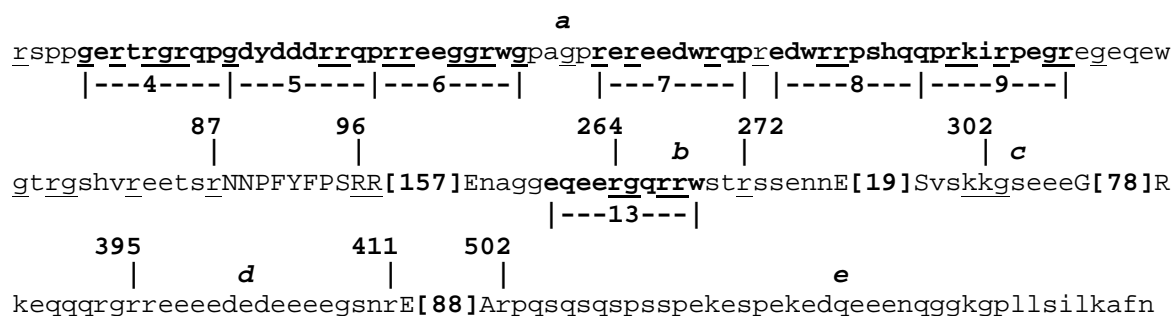 a
rsppgertrgrqpgdydddrrqprreeggrwgpagprereedwrqpredwrrpshqqprkirpegregeqew
|---4----|---5----|---6----| |---7----| |---8----|---9----|
87 96 264 272 302
| | | b | | c
gtrgshvreetsrNNPFYFPSRR[157]EnaggeqeergqrrwstrssennE[19]SvskkgseeeG[78]R
|---13---|
395 411 502
| d | | e
keqqqrgrreeeededeeeegsnrE[88]Arpqsqsqspsspekespekedqeeenqggkgpllsilkafn